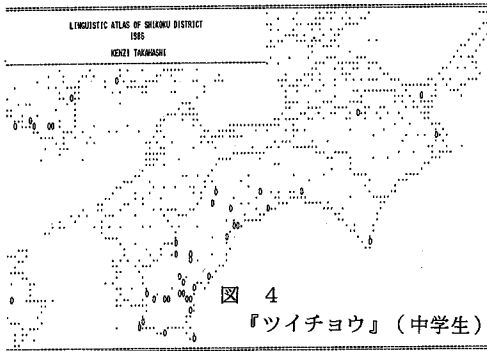 LINGUISTIC ATLAS OF SHIKOKU DISTRICT
1986
KENZI TAKAHASHI
図 4
『ツイチョウ』(中学生)